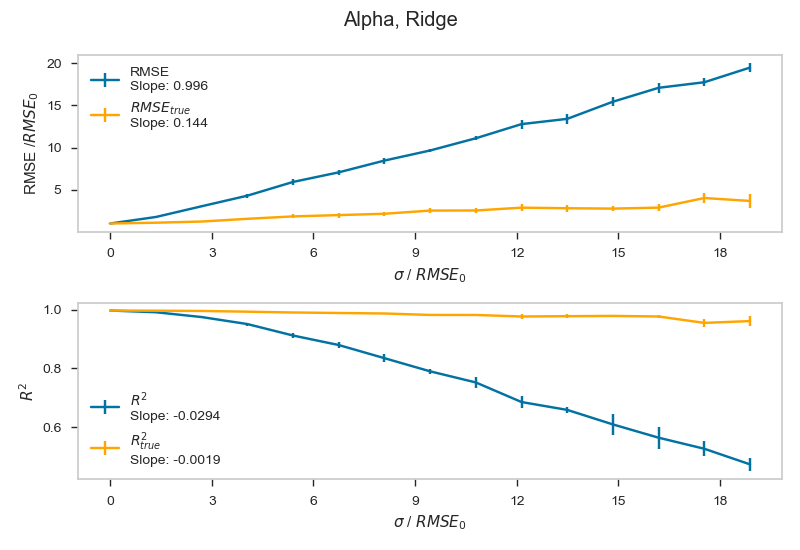 Alpha, Ridge
20
15
10
5
RMSE /RMSE₀
RMSE
Slope: 0.996
RMSE_true
Slope: 0.144
0 3 6 9 12 15 18
σ / RMSE₀
1.0
0.8
0.6
R²
R²
Slope: -0.0294
R²_true
Slope: -0.0019
0 3 6 9 12 15 18
σ / RMSE₀